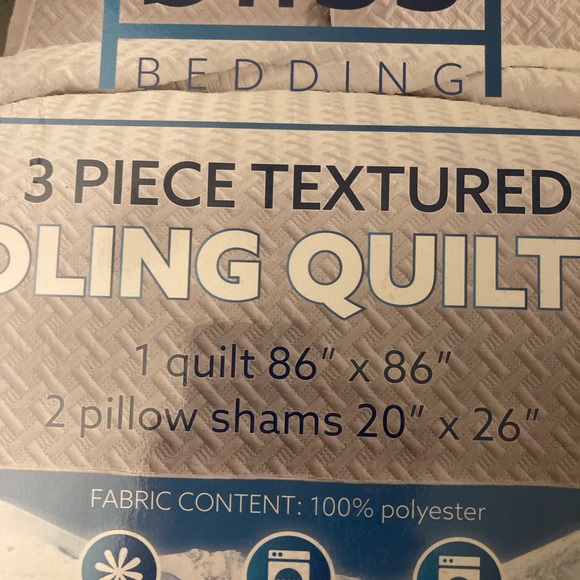 BEDDING
3 PIECE TEXTURED
OLING QUILT
1 quilt 86" x 86"
2 pillow shams 20" x 26"
FABRIC CONTENT: 100% polyester